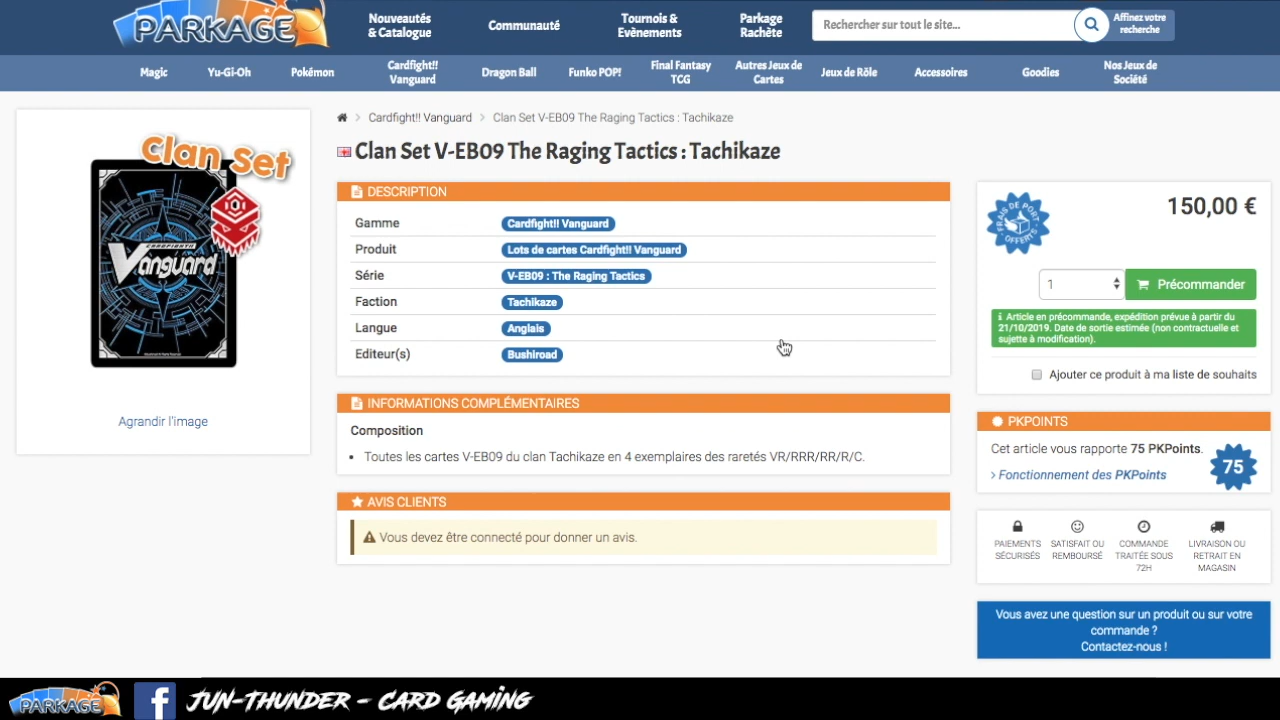 PARKAGE
Nouveautés
& Catalogue
Communauté
Tournois &
Evènements
Parkage
Rachète
Rechercher sur tout le site...
Affinez votre
recherche
Magic
Yu-Gi-Oh
Pokémon
Cardfight!!
Vanguard
Dragon Ball
Funko POP!
Final Fantasy
TCG
Autres Jeux de
Cartes
Jeux de Rôle
Accessoires
Goodies
Nos Jeux de
Société
Clan Set
Vanguard
Agrandir l'image
Cardfight!! Vanguard > Clan Set V-EB09 The Raging Tactics : Tachikaze
Clan Set V-EB09 The Raging Tactics : Tachikaze
DESCRIPTION
Gamme Cardfight!! Vanguard
Produit Lots de cartes Cardfight!! Vanguard
Série V-EB09 : The Raging Tactics
Faction Tachikaze
Langue Anglais
Editeur(s) Bushiroad
INFORMATIONS COMPLÉMENTAIRES
Composition
• Toutes les cartes V-EB09 du clan Tachikaze en 4 exemplaires des raretés VR/RRR/RR/R/C.
AVIS CLIENTS
Vous devez être connecté pour donner un avis.
FRAIS DE PORT
OFFERTS
150,00 €
1
Précommander
Article en précommande, expédition prévue à partir du
21/10/2019. Date de sortie estimée (non contractuelle et
sujette à modification).
Ajouter ce produit à ma liste de souhaits
PKPOINTS
Cet article vous rapporte 75 PKPoints.
> Fonctionnement des PKPoints
75
PAIEMENTS
SÉCURISÉS
SATISFAIT OU
REMBOURSÉ
COMMANDE
TRAITÉE SOUS
72H
LIVRAISON OU
RETRAIT EN
MAGASIN
Vous avez une question sur un produit ou sur votre
commande ?
Contactez-nous !
PARKAGE
f
JUN-THUNDER - CARD GAMING